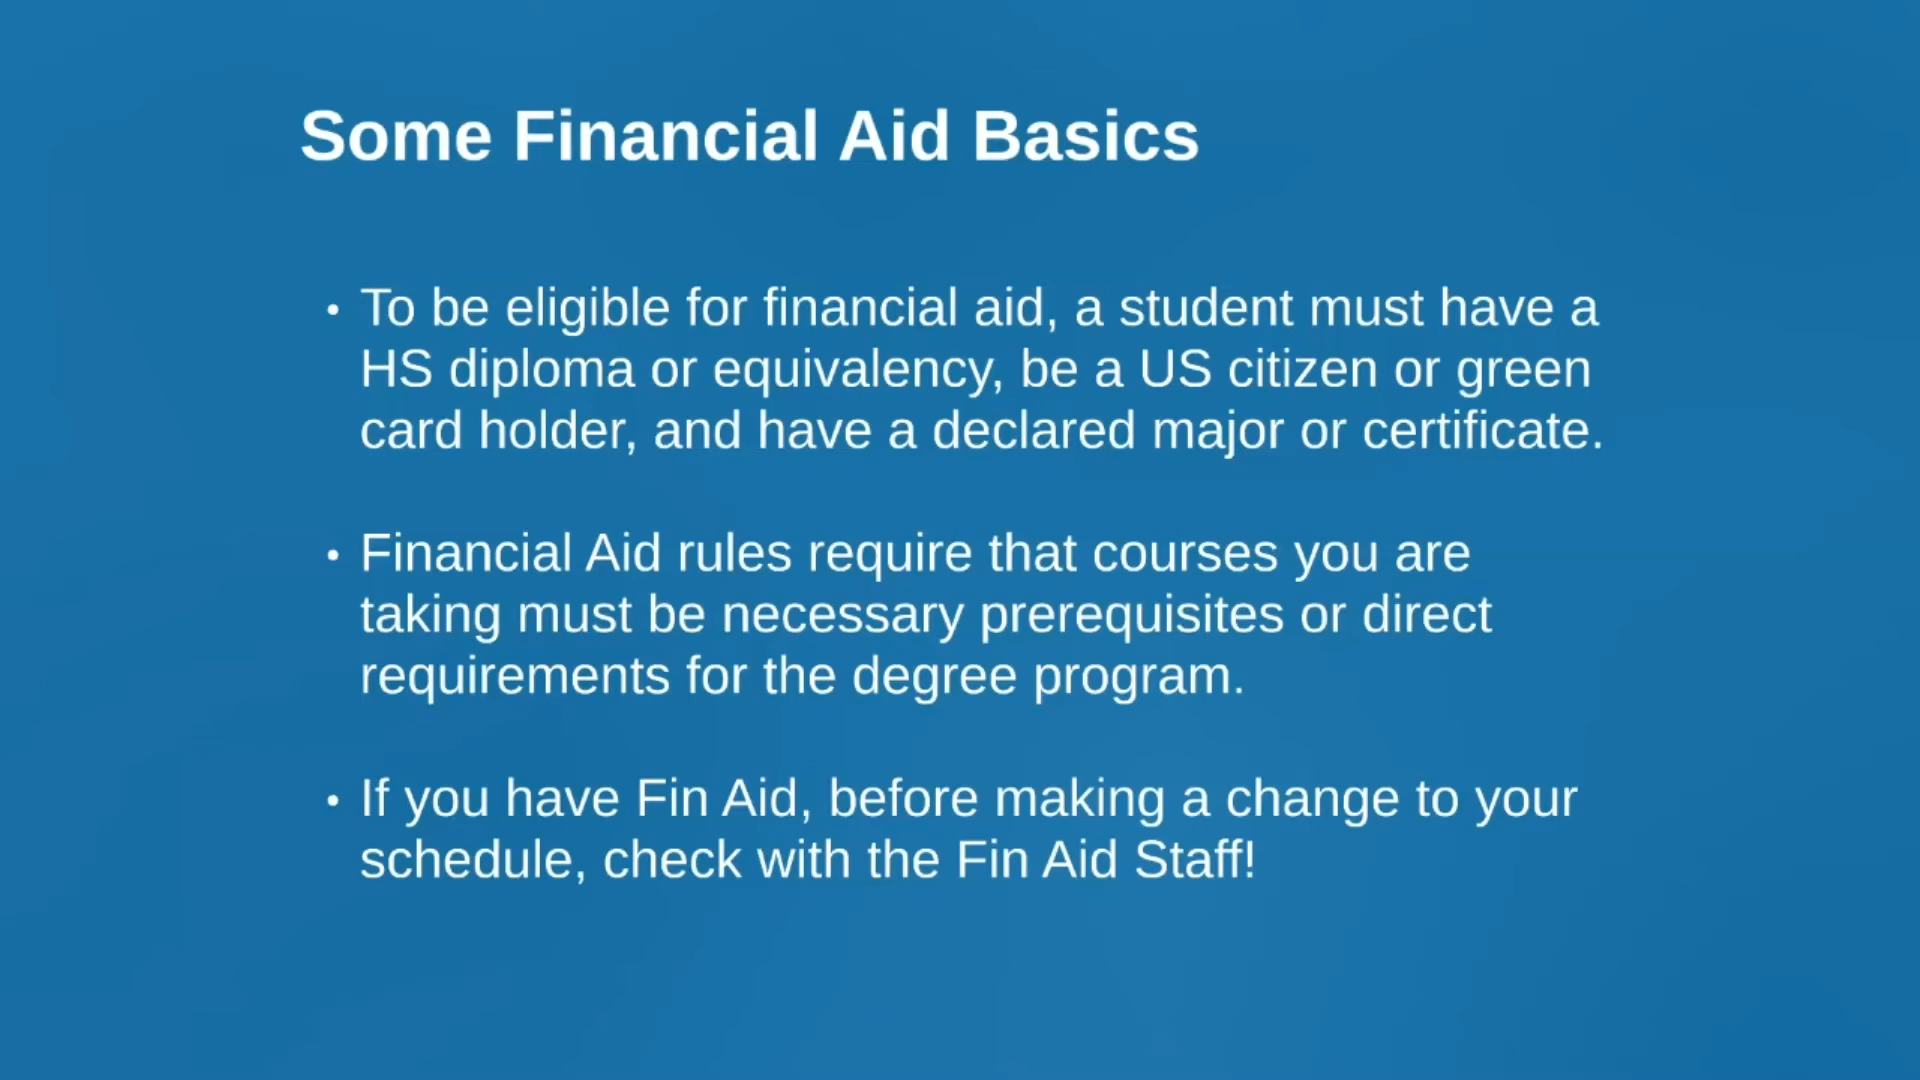 Some Financial Aid Basics
• To be eligible for financial aid, a student must have a
HS diploma or equivalency, be a US citizen or green
card holder, and have a declared major or certificate.
• Financial Aid rules require that courses you are
taking must be necessary prerequisites or direct
requirements for the degree program.
• If you have Fin Aid, before making a change to your
schedule, check with the Fin Aid Staff!